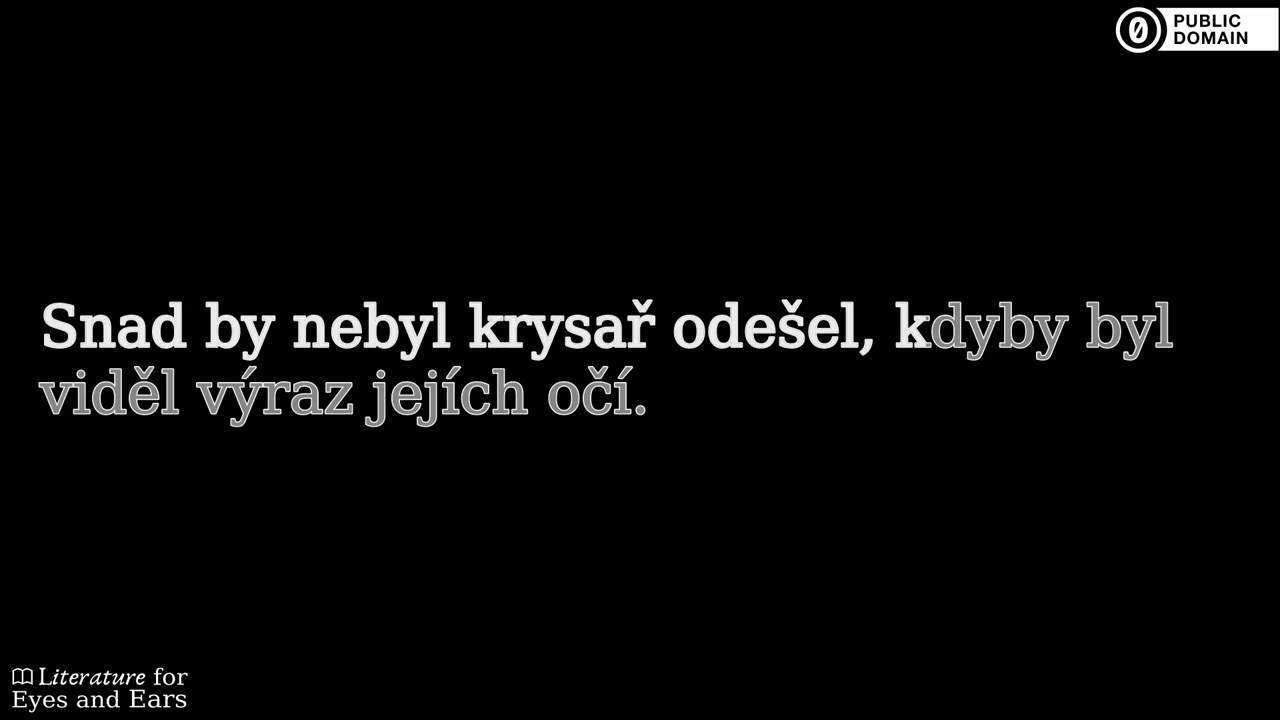 PUBLIC
DOMAIN
Snad by nebyl krysař odešel, kdyby byl
viděl výraz jejích očí.
Literature for
Eyes and Ears